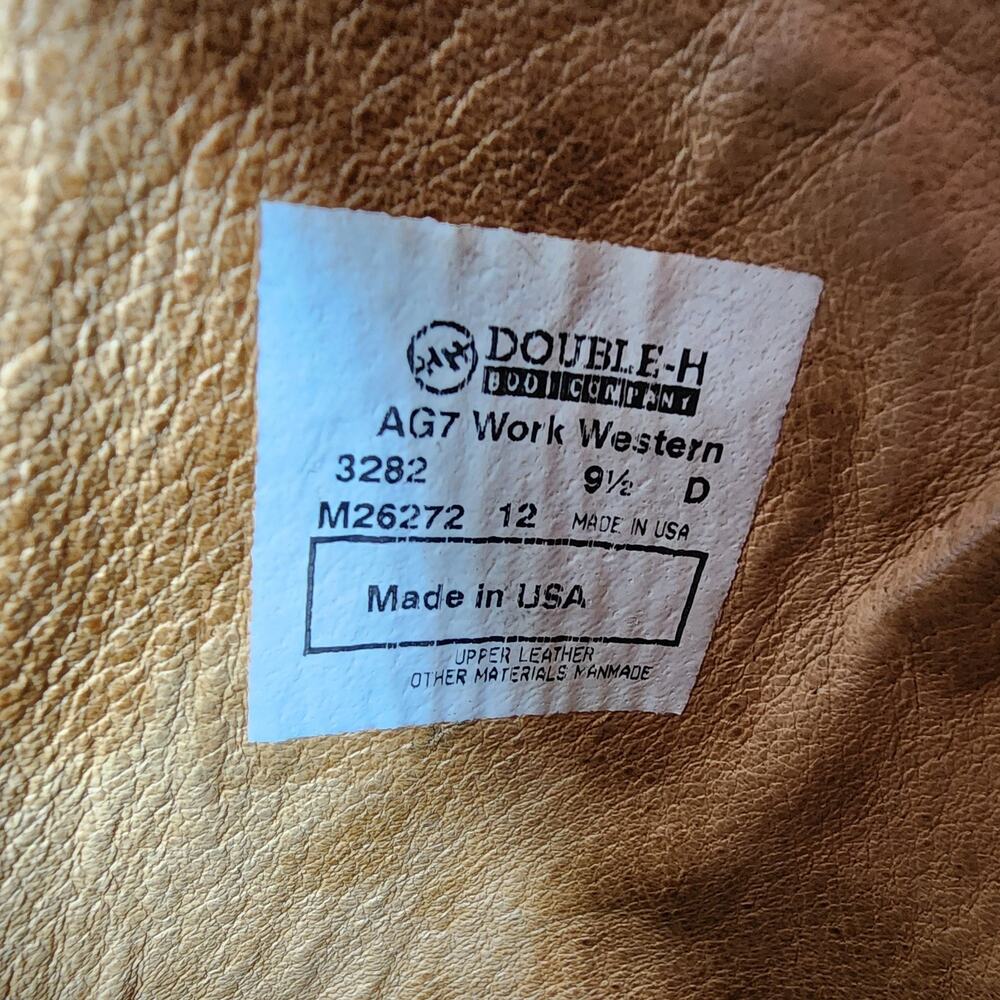 DOUBLE-H
BOOT COMPANY
AG7 Work Western
3282 9½ D
M26272 12 MADE IN USA
Made in USA
UPPER LEATHER
OTHER MATERIALS MANMADE